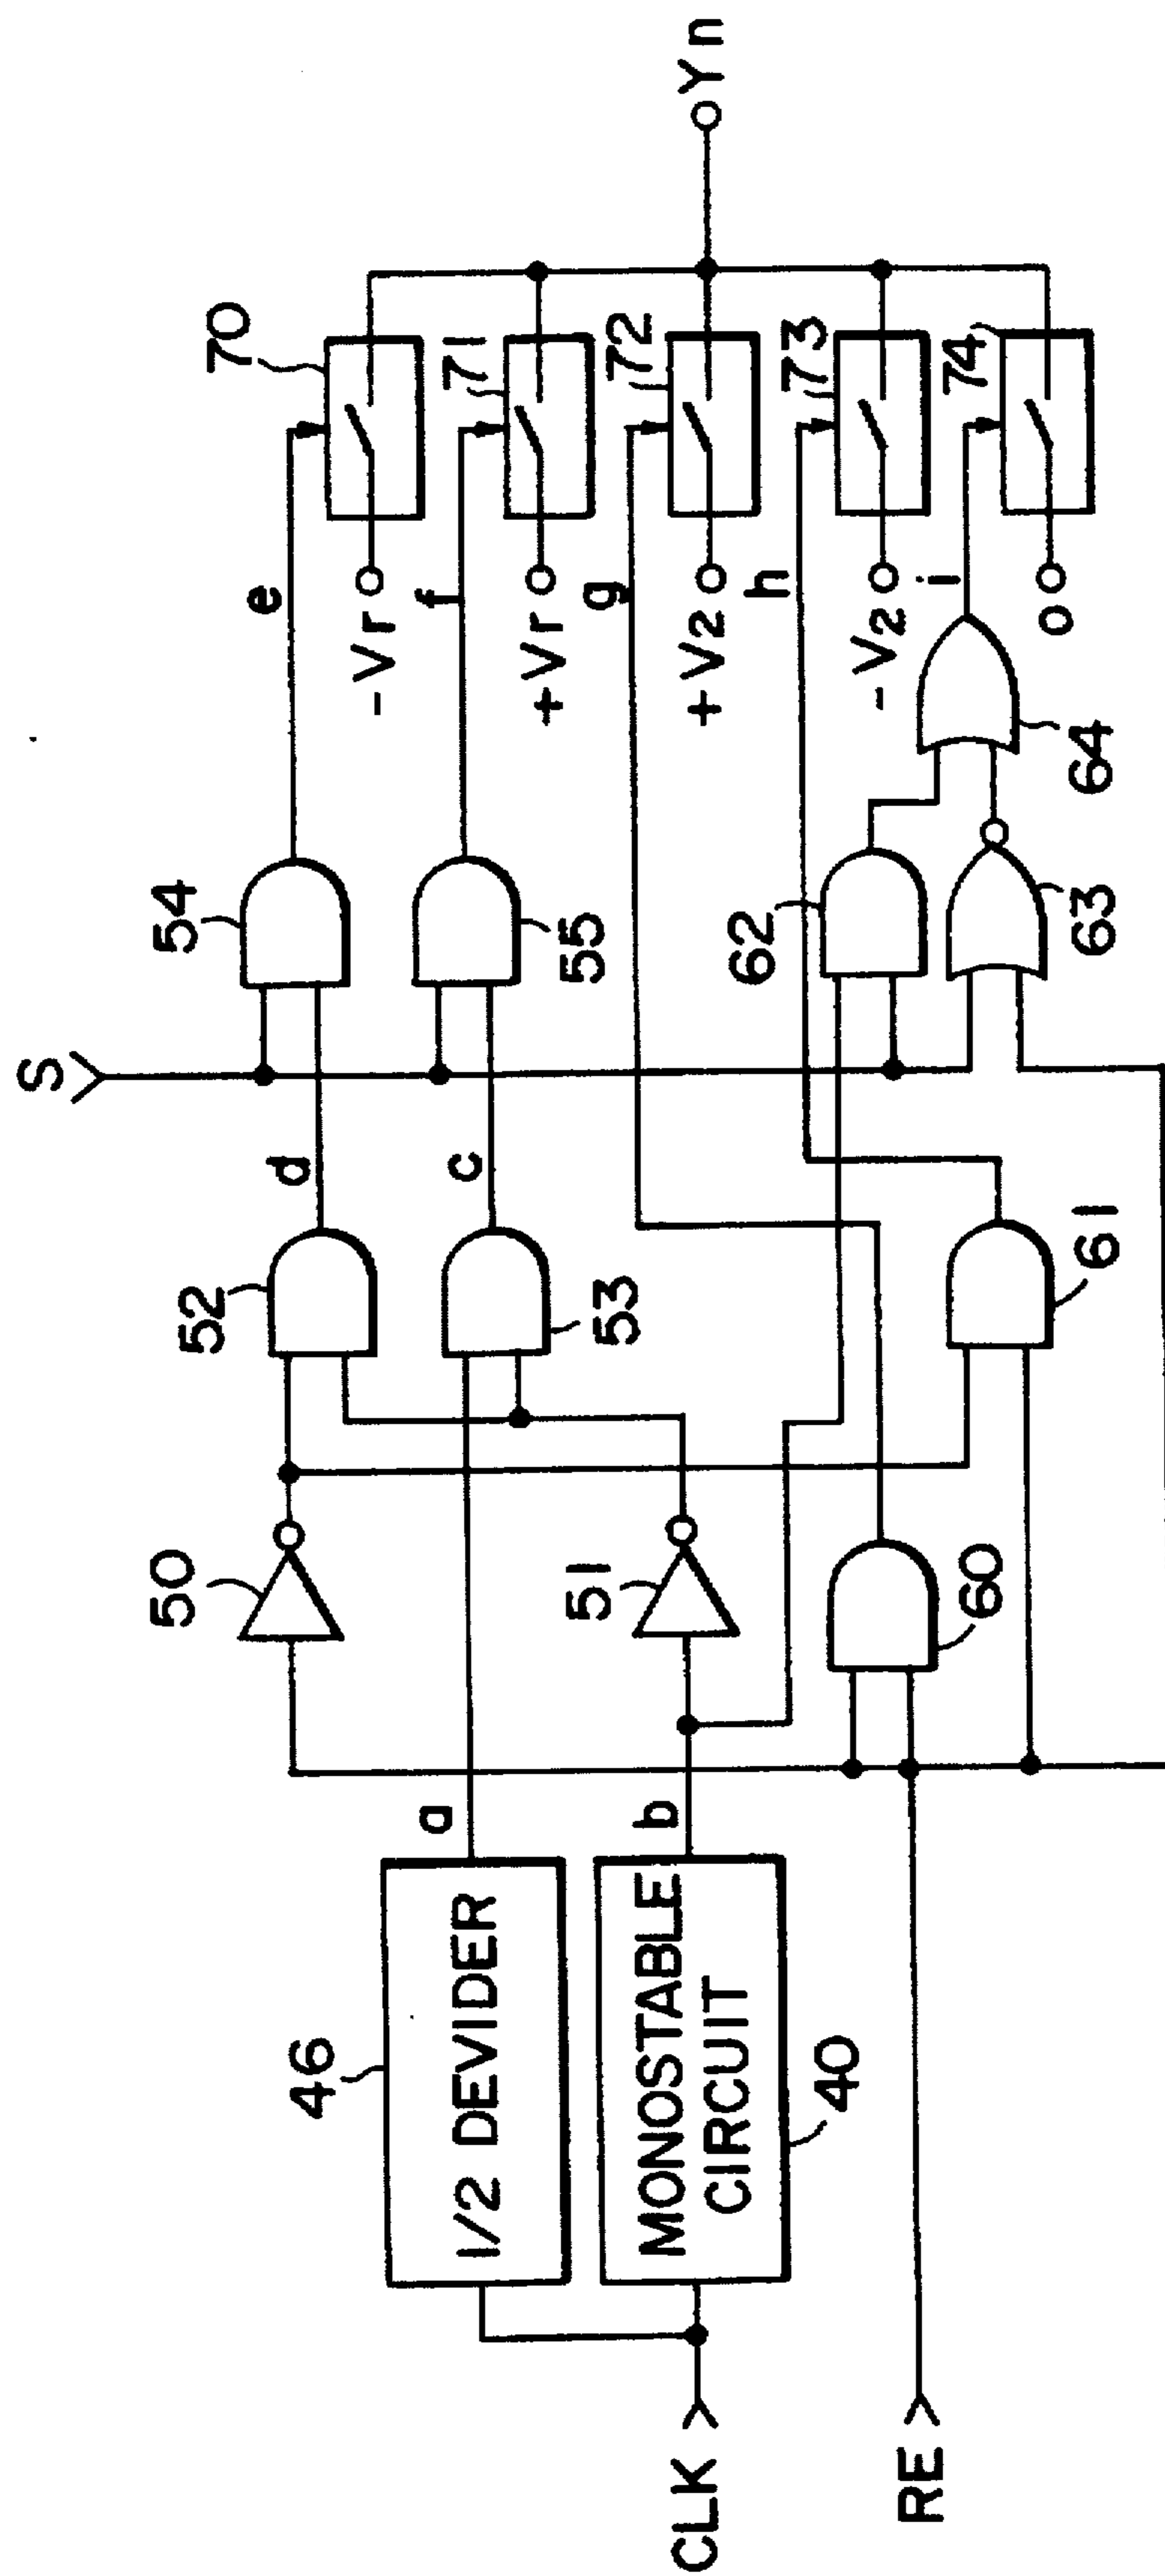 CLK
RE
46
1/2 DEVIDER
MONOSTABLE
CIRCUIT
40
a
b
50
51
60
52
53
61
d
c
S
54
55
62
63
64
e
f
g
h
i
-Vr
+Vr
+V2
-V2
0
70
71
72
73
74
Yn